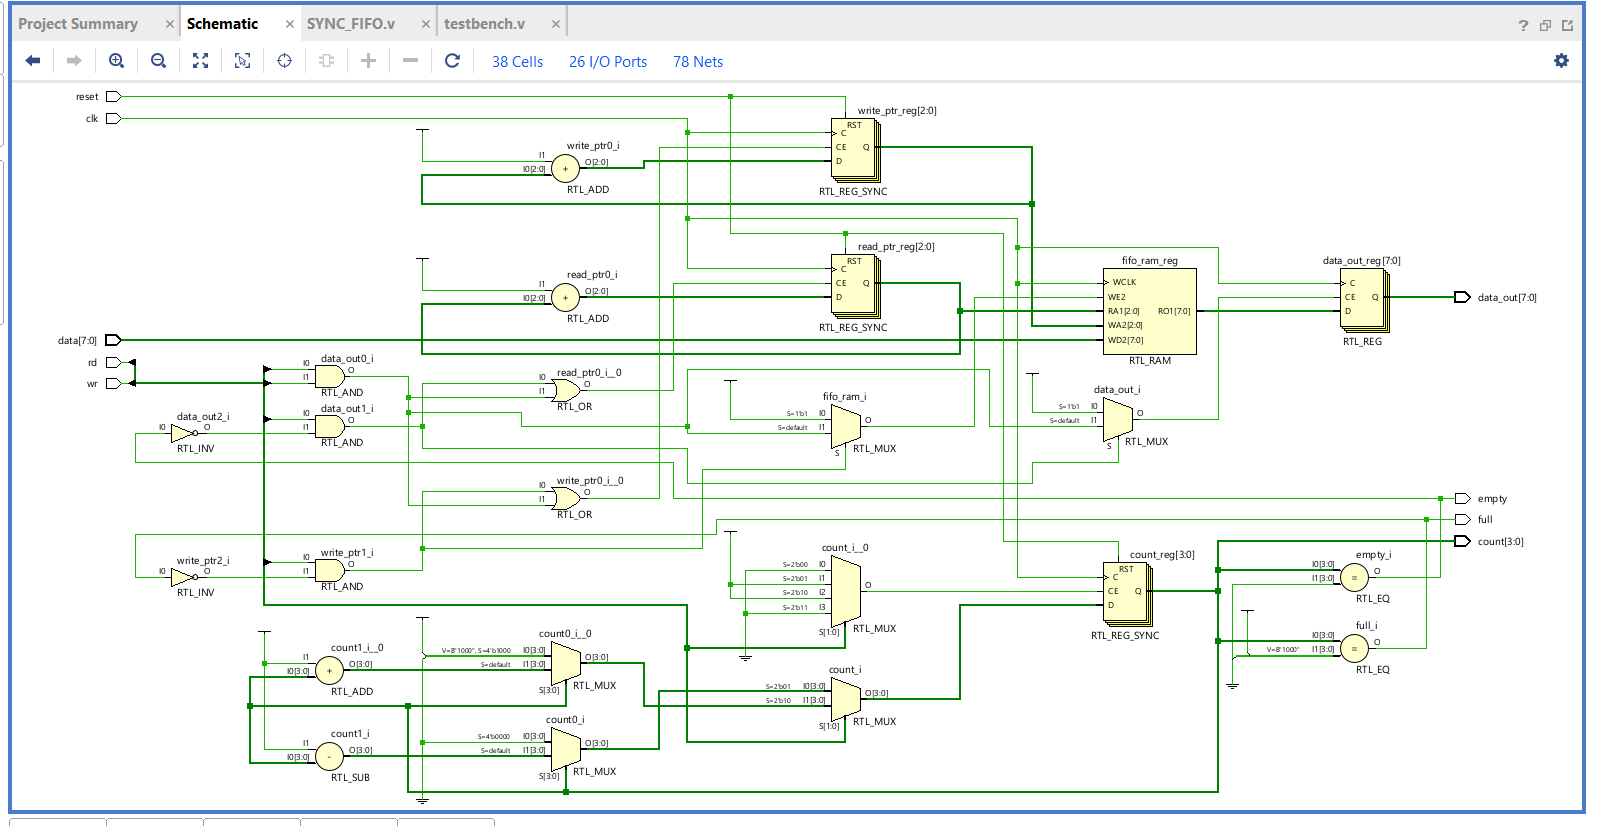 Project Summary × Schematic × SYNC_FIFO.v × testbench.v ×
?
38 Cells 26 I/O Ports 78 Nets
reset
clk
write_ptr_reg[2:0]
RST
C
CE Q
D
RTL_REG_SYNC
write_ptr0_i
I1
I0[2:0]
+
O[2:0]
RTL_ADD
read_ptr_reg[2:0]
RST
C
CE Q
D
RTL_REG_SYNC
read_ptr0_i
I1
I0[2:0]
+
O[2:0]
RTL_ADD
fifo_ram_reg
WCLK
WE2
RA1[2:0] RO1[7:0]
WA2[2:0]
WD2[7:0]
RTL_RAM
data_out_reg[7:0]
C
CE Q
D
RTL_REG
data_out[7:0]
data[7:0]
rd
wr
data_out0_i
I0
I1
O
RTL_AND
data_out1_i
I0
I1
O
RTL_AND
data_out2_i
I0
O
RTL_INV
read_ptr0_i__0
I0
I1
O
RTL_OR
fifo_ram_i
S=1'b1 I0
S=default I1
O
S
RTL_MUX
data_out_i
S=1'b1 I0
S=default I1
O
S
RTL_MUX
write_ptr0_i__0
I0
I1
O
RTL_OR
empty
full
count[3:0]
write_ptr2_i
I0
O
RTL_INV
write_ptr1_i
I0
I1
O
RTL_AND
count_i__0
S=2'b00 I0
S=2'b01 I1
S=2'b10 I2
S=2'b11 I3
O
S[1:0]
RTL_MUX
count_reg[3:0]
RST
C
CE Q
D
RTL_REG_SYNC
empty_i
I0[3:0]
I1[3:0]
=
O
RTL_EQ
full_i
I0[3:0]
V=B"1000" I1[3:0]
=
O
RTL_EQ
count1_i__0
I1
I0[3:0]
+
O[3:0]
RTL_ADD
count0_i__0
V=B"1000", S=4'b1000 I0[3:0]
S=default I1[3:0]
O[3:0]
S[3:0]
RTL_MUX
count_i
S=2'b01 I0[3:0]
S=2'b10 I1[3:0]
O[3:0]
S[1:0]
RTL_MUX
count1_i
I1
I0[3:0]
-
O[3:0]
RTL_SUB
count0_i
S=4'b0000 I0[3:0]
S=default I1[3:0]
O[3:0]
S[3:0]
RTL_MUX